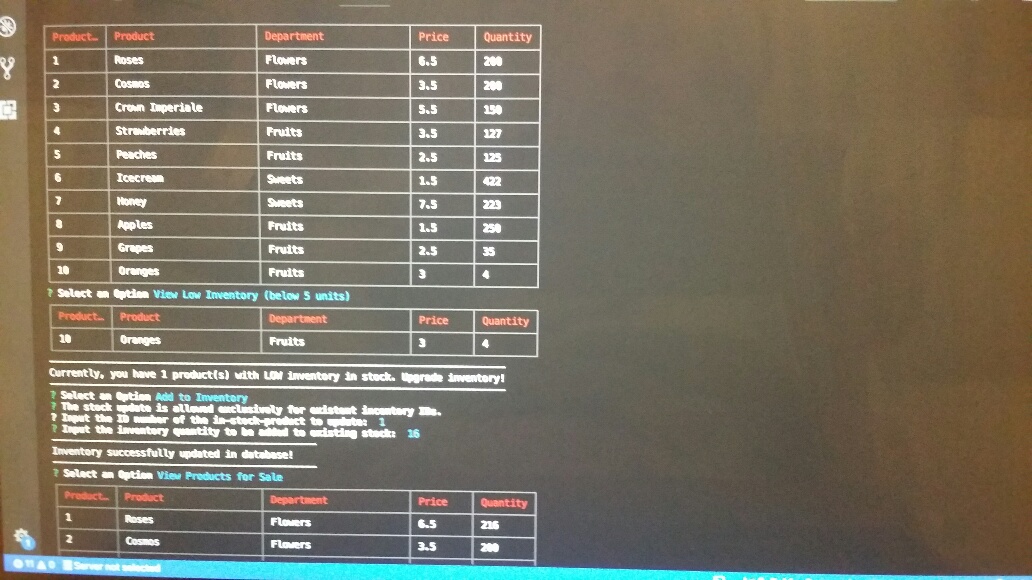 Product… Product Department Price Quantity
1 Roses Flowers 6.5 200
2 Cosmos Flowers 3.5 200
3 Crown Imperiale Flowers 5.5 150
4 Strawberries Fruits 3.5 127
5 Peaches Fruits 2.5 125
6 Icecream Sweets 1.5 422
7 Honey Sweets 7.5 223
8 Apples Fruits 1.5 250
9 Grapes Fruits 2.5 35
10 Oranges Fruits 3 4
? Select an Option View Low Inventory (below 5 units)
Product… Product Department Price Quantity
10 Oranges Fruits 3 4
Currently, you have 1 product(s) with LOW inventory in stock. Upgrade inventory!
? Select an Option Add to Inventory
? The stock update is allowed exclusively for existent IDs.
? Input the ID number of the in-stock-product to update: 1
? Input the inventory quantity to be added to existing stock: 16
Inventory successfully updated in database!
? Select an Option View Products for Sale
Product… Product Department Price Quantity
1 Roses Flowers 6.5 216
2 Cosmos Flowers 3.5 200
11 0 Server not selected